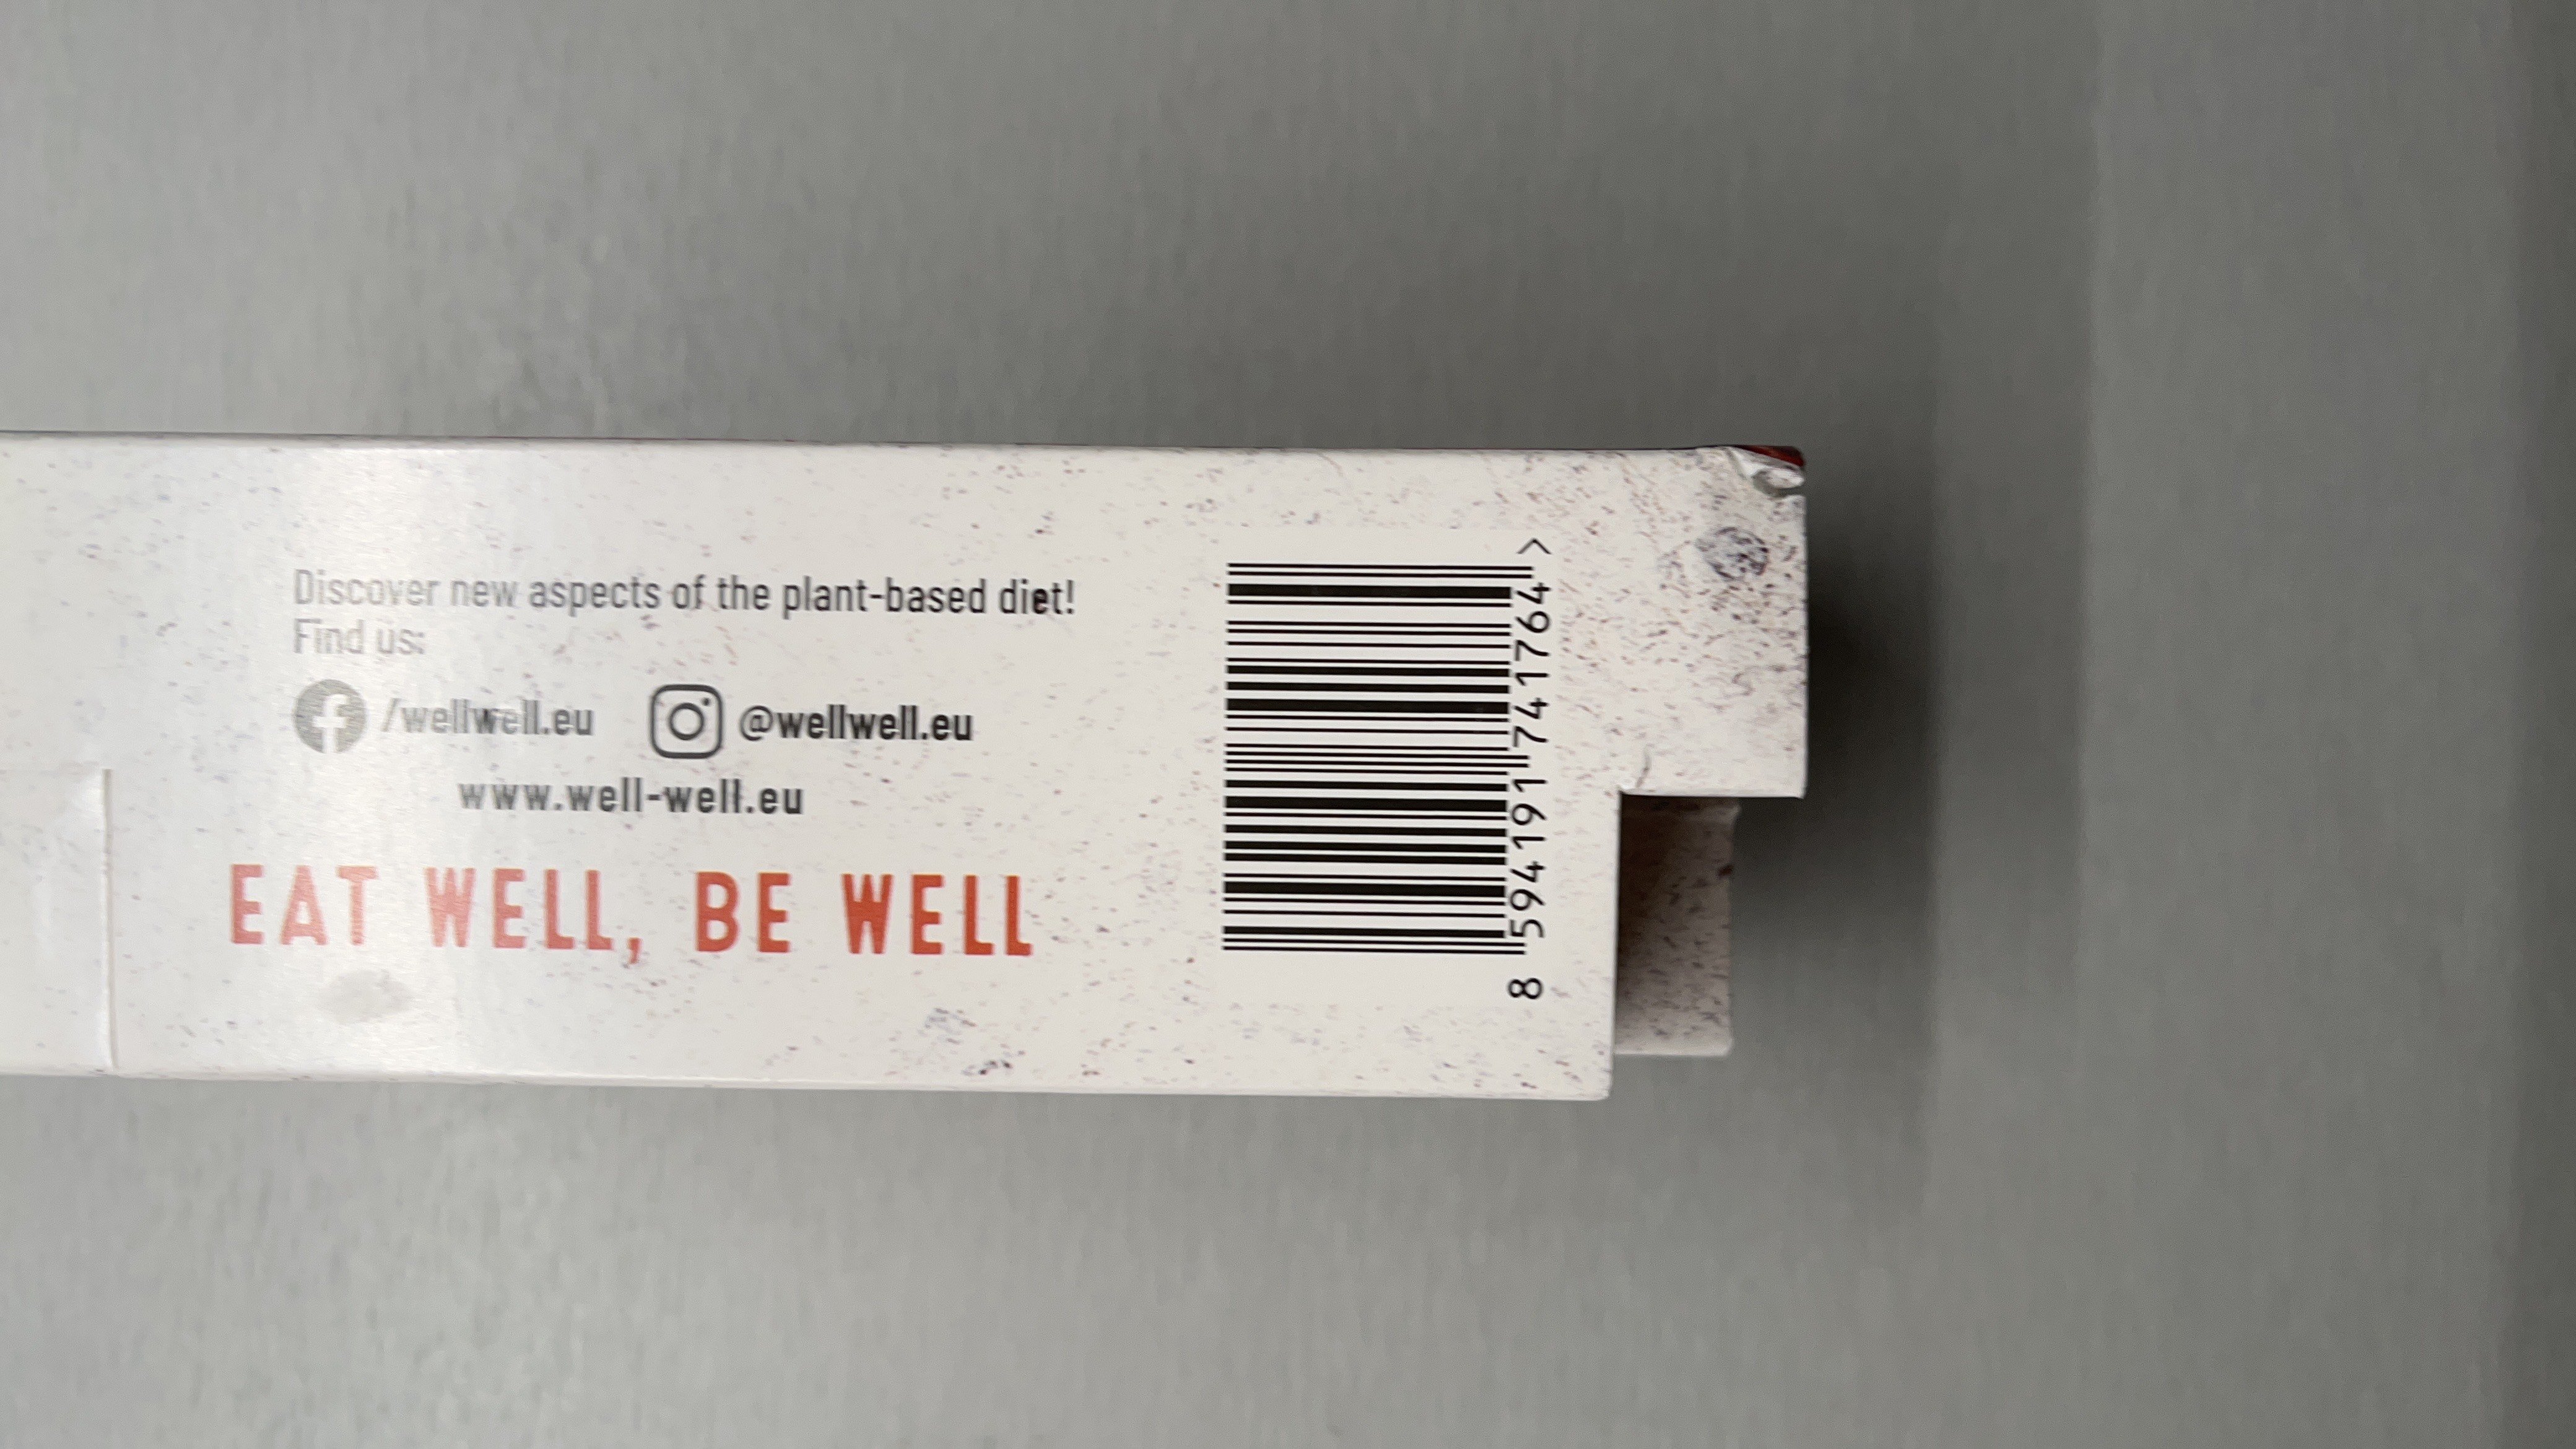 Discover new aspects of the plant-based diet!
Find us:
/wellwell.eu @wellwell.eu
www.well-well.eu
EAT WELL, BE WELL
8 594191 741764 >